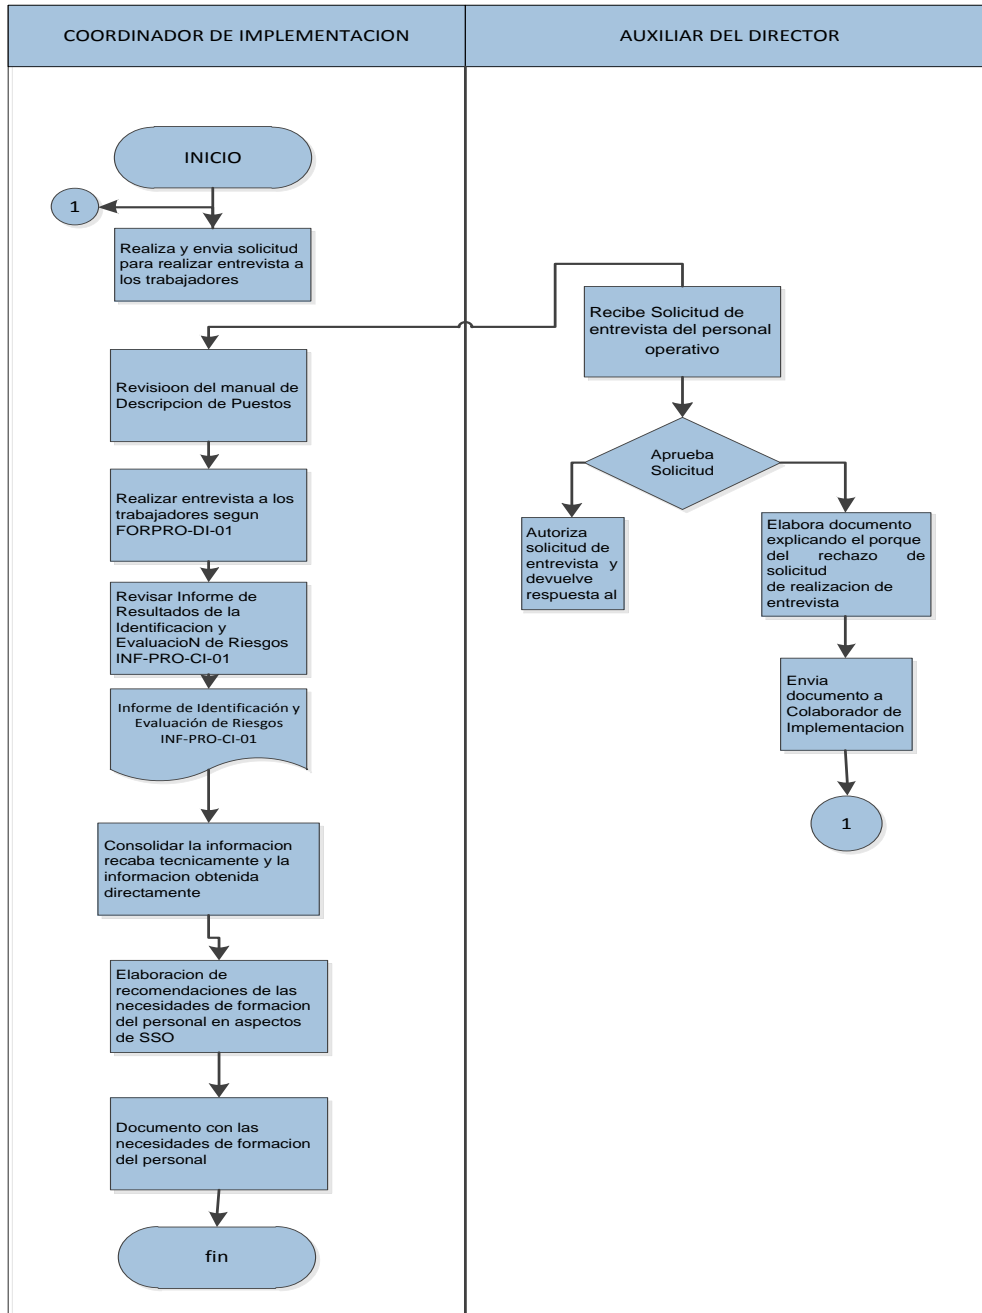 COORDINADOR DE IMPLEMENTACION
AUXILIAR DEL DIRECTOR
INICIO
1
Realiza y envia solicitud
para realizar entrevista a
los trabajadores
Recibe Solicitud de
entrevista del personal
operativo
Revisioon del manual de
Descripcion de Puestos
Aprueba
Solicitud
Realizar entrevista a los
trabajadores segun
FORPRO-DI-01
Autoriza
solicitud de
entrevista y
devuelve
respuesta al
Elabora documento
explicando el porque
del rechazo de
solicitud
de realizacion de
entrevista
Revisar Informe de
Resultados de la
Identificacion y
EvaluacioN de Riesgos
INF-PRO-CI-01
Envia
documento a
Colaborador de
Implementacion
Informe de Identificación y
Evaluación de Riesgos
INF-PRO-CI-01
1
Consolidar la informacion
recaba tecnicamente y la
informacion obtenida
directamente
Elaboracion de
recomendaciones de las
necesidades de formacion
del personal en aspectos
de SSO
Documento con las
necesidades de formacion
del personal
fin